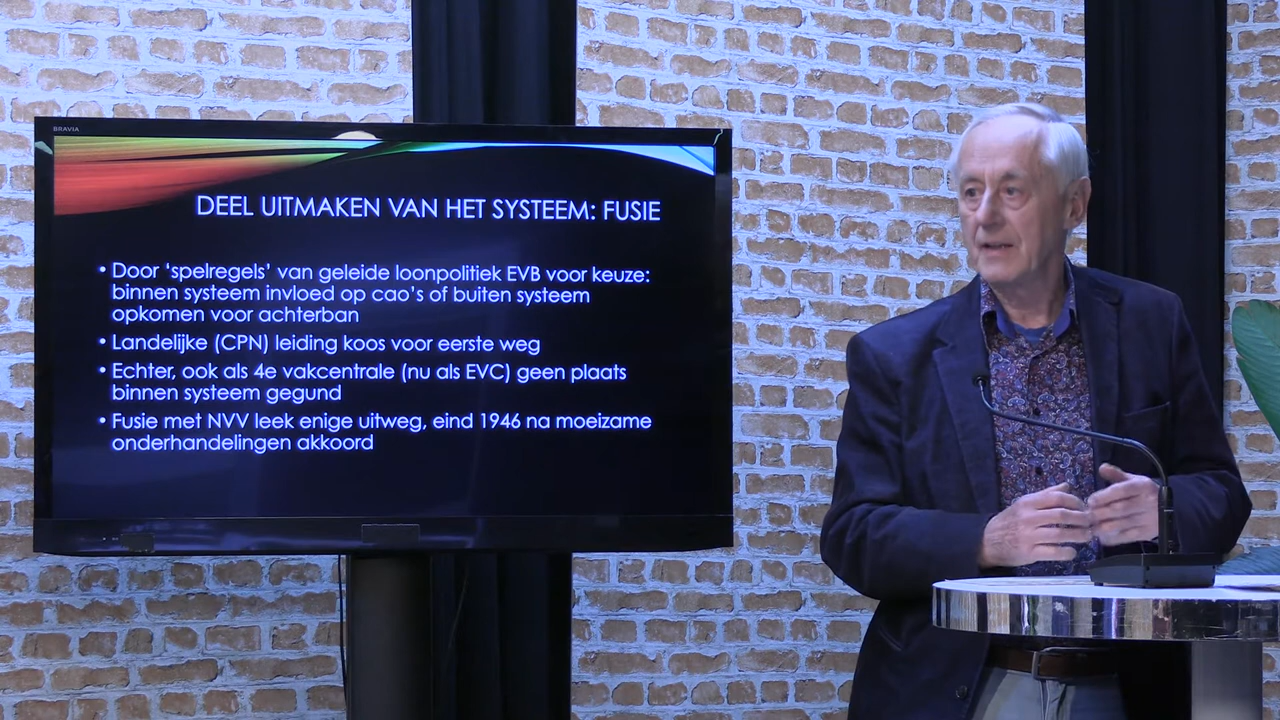 BRAVIA
DEEL UITMAKEN VAN HET SYSTEEM: FUSIE
• Door ‘spelregels’ van geleide loonpolitiek EVB voor keuze:
binnen systeem invloed op cao’s of buiten systeem
opkomen voor achterban
• Landelijke (CPN) leiding koos voor eerste weg
• Echter, ook als 4e vakcentrale (nu als EVC) geen plaats
binnen systeem gegund
• Fusie met NVV leek enige uitweg, eind 1946 na moeizame
onderhandelingen akkoord